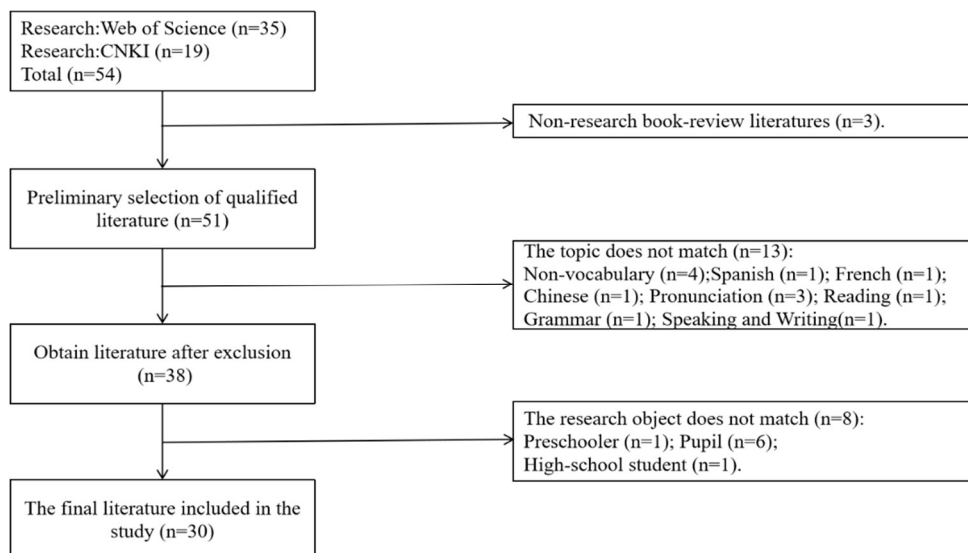 Research:Web of Science (n=35)
Research:CNKI (n=19)
Total (n=54)
Non-research book-review literatures (n=3).
Preliminary selection of qualified
literature (n=51)
The topic does not match (n=13):
Non-vocabulary (n=4);Spanish (n=1); French (n=1);
Chinese (n=1); Pronunciation (n=3); Reading (n=1);
Grammar (n=1); Speaking and Writing(n=1).
Obtain literature after exclusion
(n=38)
The research object does not match (n=8):
Preschooler (n=1); Pupil (n=6);
High-school student (n=1).
The final literature included in the
study (n=30)